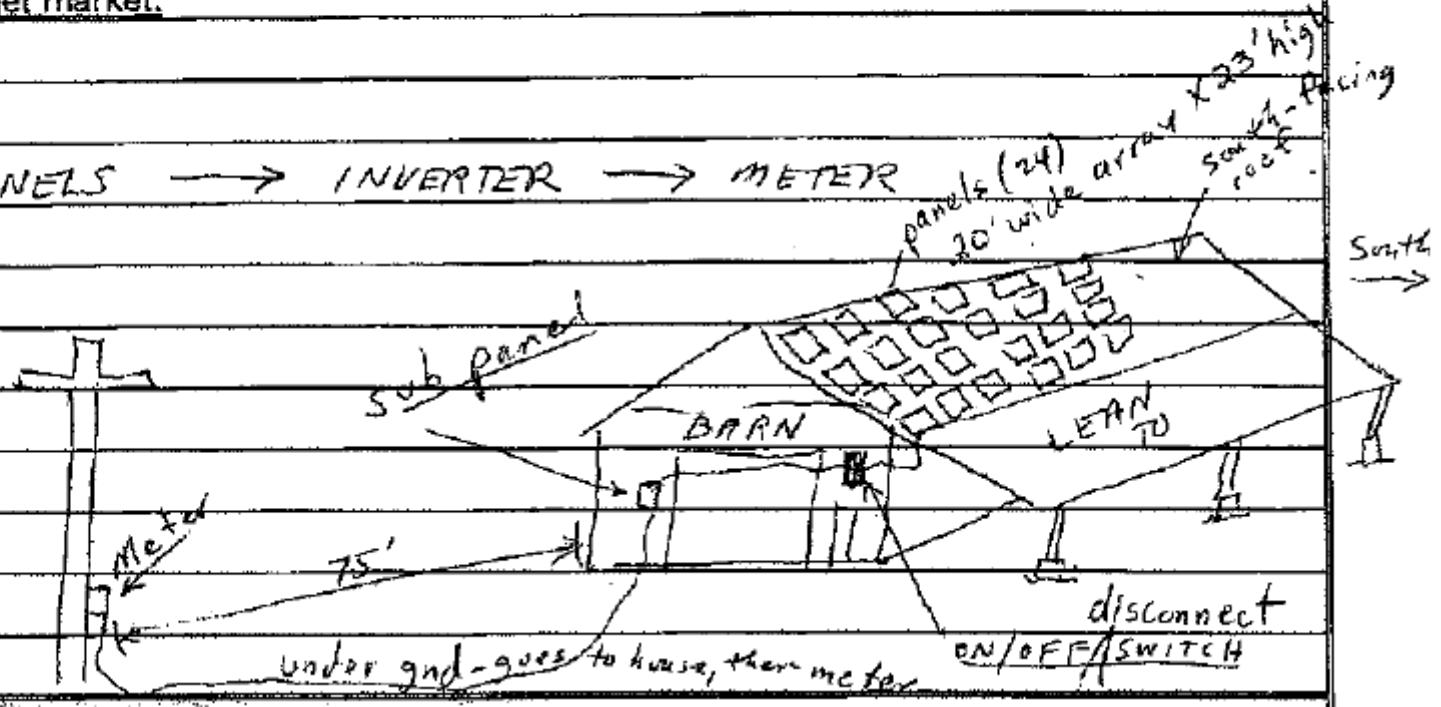 et market.
x 23' high
NELS → INVERTER → METER
panels (24)
20' wide array
south-facing
roof
South
Sub panel
BARN
LEAN
TO
Meter
75'
disconnect
ON/OFF/SWITCH
under gnd-goes to house, then meter